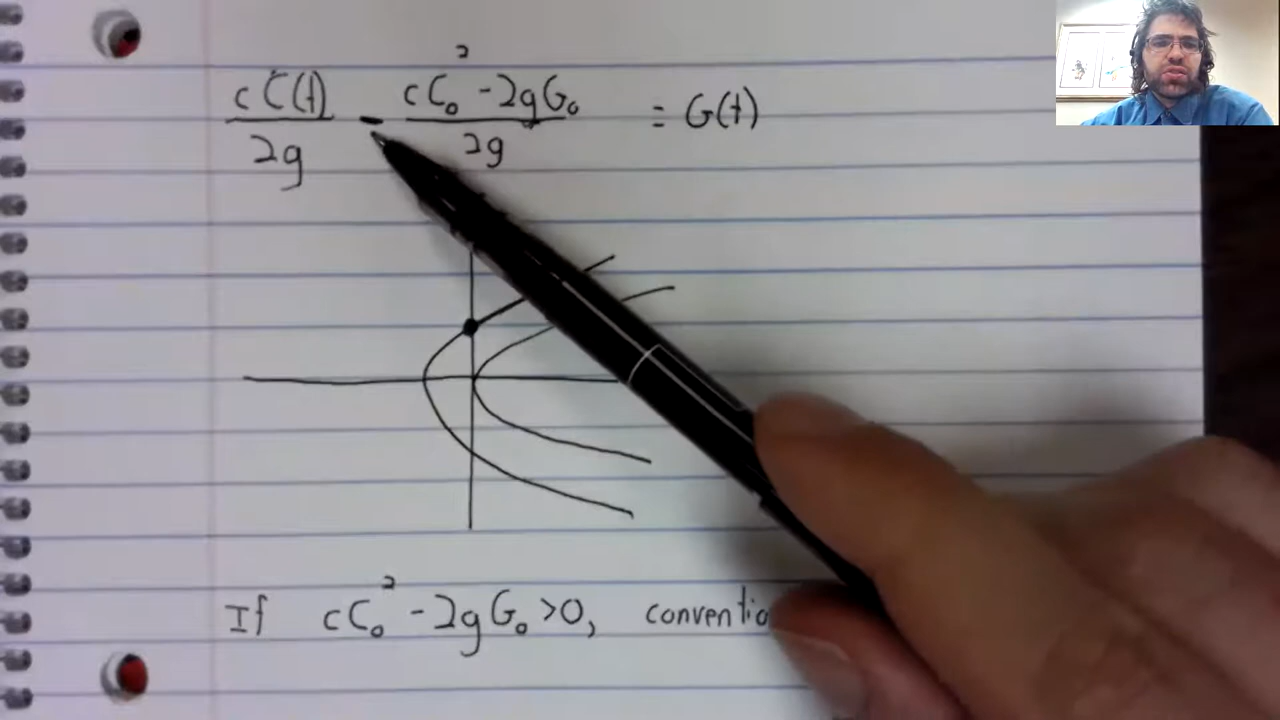 cC(t)/2g - (cC₀² - 2gG₀)/2g = G(t)
If cC₀² - 2gG₀ > 0, conventio